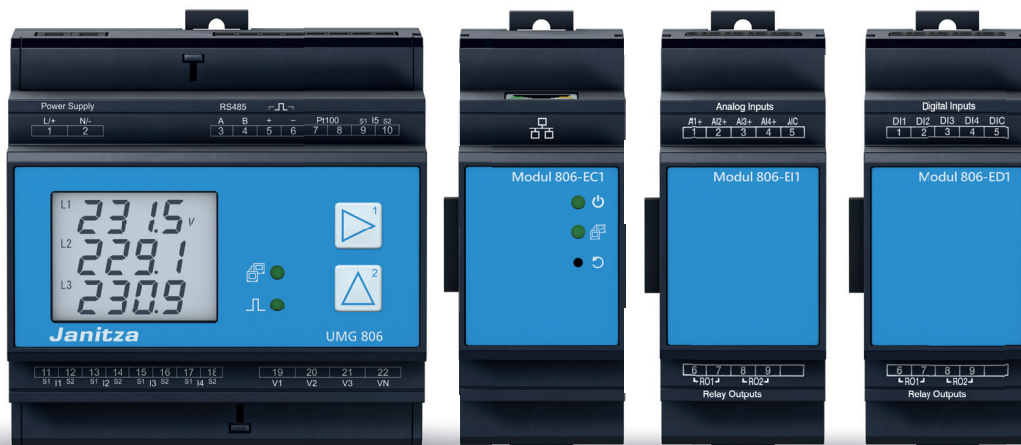 Power Supply
L/+ N/-
1 2
RS485
A B + - Pt100 S1 I5 S2
3 4 5 6 7 8 9 10
L1 231.5 V
L2 229.1
L3 230.9
1
2
Janitza
UMG 806
11 12 13 14 15 16 17 18
S1 I1 S2 S1 I2 S2 S1 I3 S2 S1 I4 S2
19 20 21 22
V1 V2 V3 VN
Modul 806-EC1
Analog Inputs
AI1+ AI2+ AI3+ AI4+ AIC
1 2 3 4 5
Modul 806-EI1
6 7 8 9
RO1 RO2
Relay Outputs
Digital Inputs
DI1 DI2 DI3 DI4 DIC
1 2 3 4 5
Modul 806-ED1
6 7 8 9
RO1 RO2
Relay Outputs